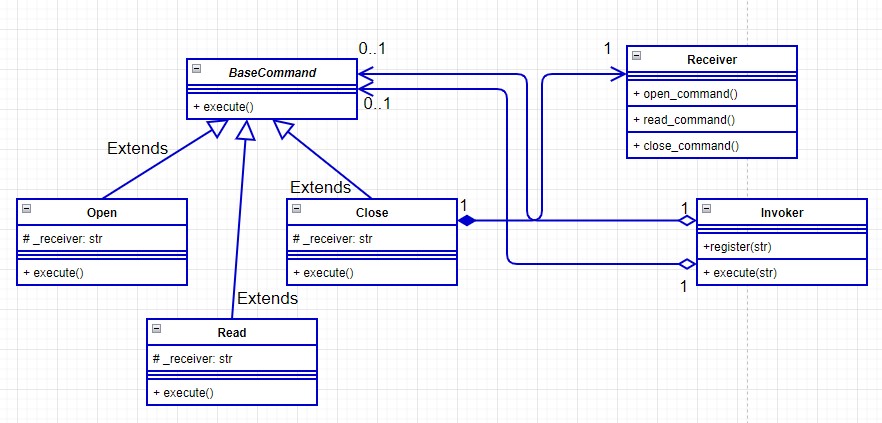 0..1
1
BaseCommand
+ execute()
0..1
Receiver
+ open_command()
+ read_command()
+ close_command()
Extends
Extends
Open
# _receiver: str
+ execute()
Close
# _receiver: str
+ execute()
1
1
Invoker
+register(str)
+ execute(str)
1
Extends
Read
# _receiver: str
+ execute()